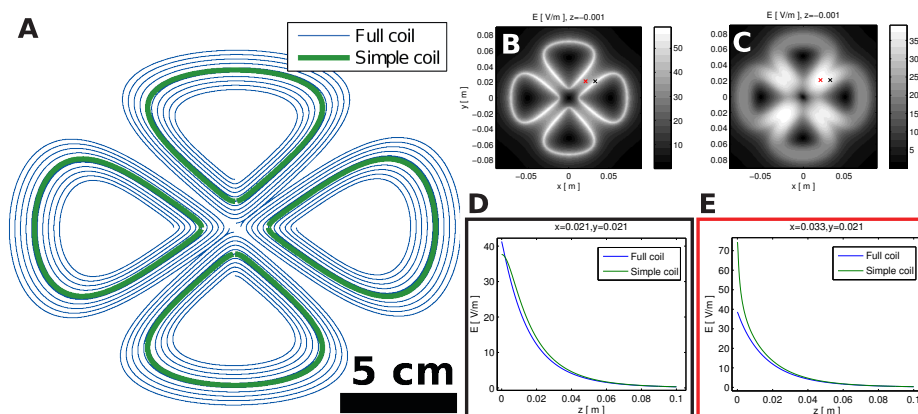 A
Full coil
Simple coil
5 cm
E [ V/m ], z=-0.001
B
0.08
0.06
0.04
0.02
0
−0.02
−0.04
−0.06
−0.08
y [ m ]
−0.05
0
0.05
x [ m ]
50
40
30
20
10
E [ V/m ], z=-0.001
C
0.08
0.06
0.04
0.02
0
−0.02
−0.04
−0.06
−0.08
−0.05
0
0.05
x [ m ]
35
30
25
20
15
10
5
D
x=0.021,y=0.021
Full coil
Simple coil
40
30
20
10
0
E [ V/m ]
0
0.02
0.04
0.06
0.08
0.1
z [ m ]
E
x=0.033,y=0.021
Full coil
Simple coil
70
60
50
40
30
20
10
0
E [ V/m ]
0
0.02
0.04
0.06
0.08
0.1
z [ m ]